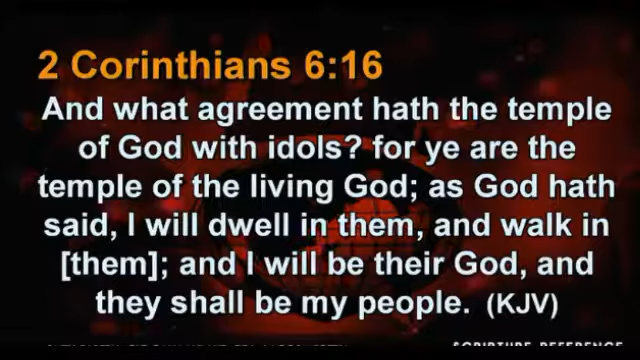 2 Corinthians 6:16
And what agreement hath the temple
of God with idols? for ye are the
temple of the living God; as God hath
said, I will dwell in them, and walk in
[them]; and I will be their God, and
they shall be my people. (KJV)
SCRIPTURE REFERENCE